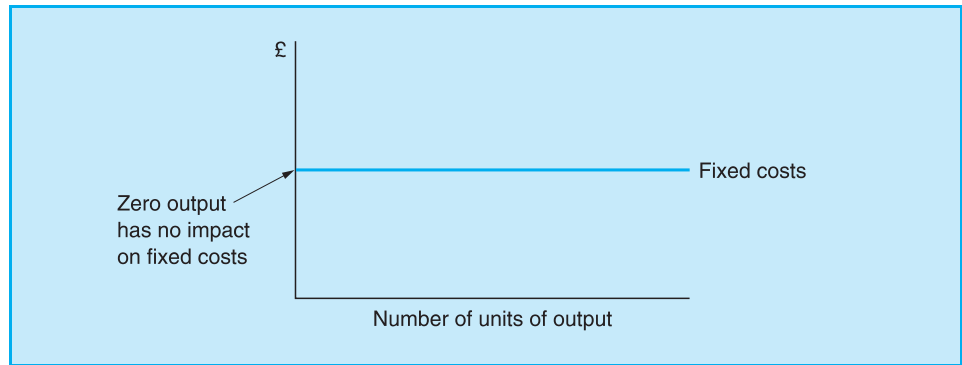 £
Fixed costs
Zero output
has no impact
on fixed costs
Number of units of output